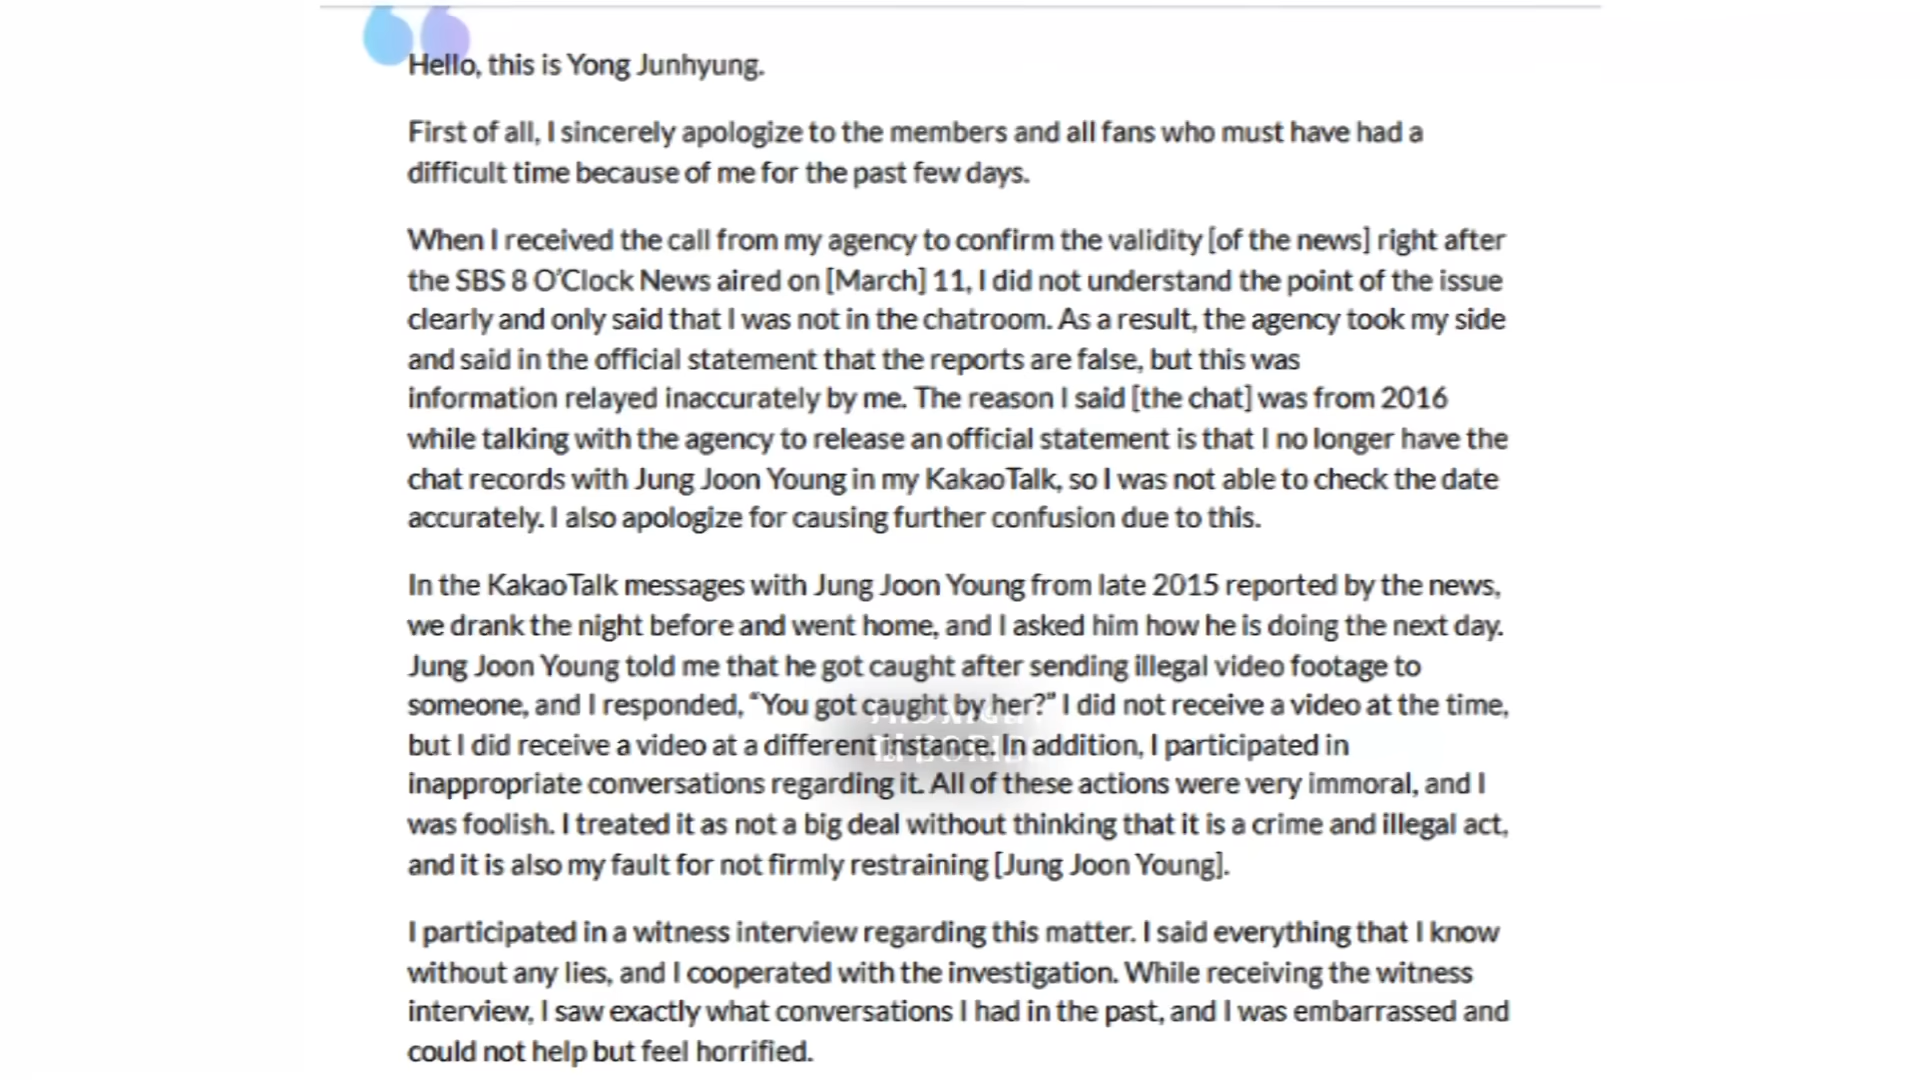 Hello, this is Yong Junhyung.
First of all, I sincerely apologize to the members and all fans who must have had a
difficult time because of me for the past few days.
When I received the call from my agency to confirm the validity [of the news] right after
the SBS 8 O'Clock News aired on [March] 11, I did not understand the point of the issue
clearly and only said that I was not in the chatroom. As a result, the agency took my side
and said in the official statement that the reports are false, but this was
information relayed inaccurately by me. The reason I said [the chat] was from 2016
while talking with the agency to release an official statement is that I no longer have the
chat records with Jung Joon Young in my KakaoTalk, so I was not able to check the date
accurately. I also apologize for causing further confusion due to this.
In the KakaoTalk messages with Jung Joon Young from late 2015 reported by the news,
we drank the night before and went home, and I asked him how he is doing the next day.
Jung Joon Young told me that he got caught after sending illegal video footage to
someone, and I responded, “You got caught by her?” I did not receive a video at the time,
but I did receive a video at a different instance. In addition, I participated in
inappropriate conversations regarding it. All of these actions were very immoral, and I
was foolish. I treated it as not a big deal without thinking that it is a crime and illegal act,
and it is also my fault for not firmly restraining [Jung Joon Young].
I participated in a witness interview regarding this matter. I said everything that I know
without any lies, and I cooperated with the investigation. While receiving the witness
interview, I saw exactly what conversations I had in the past, and I was embarrassed and
could not help but feel horrified.